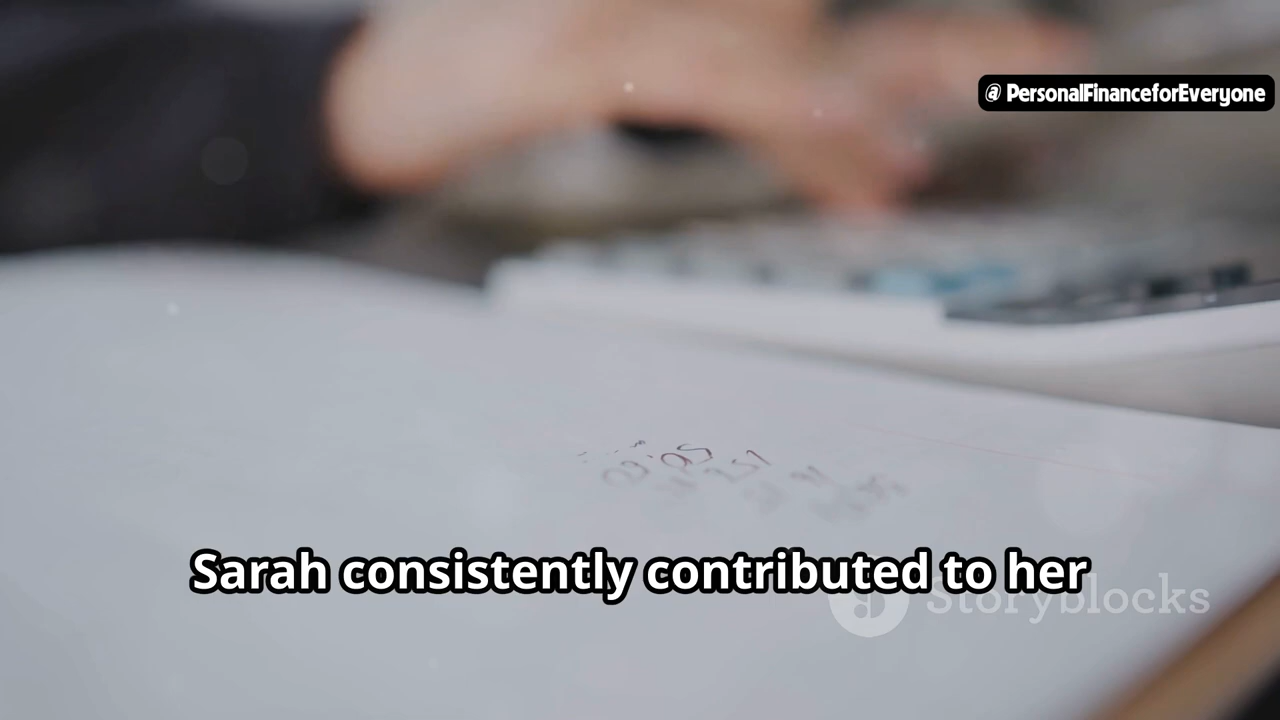 @ PersonalFinanceforEveryone
Sarah consistently contributed to her
Storyblocks